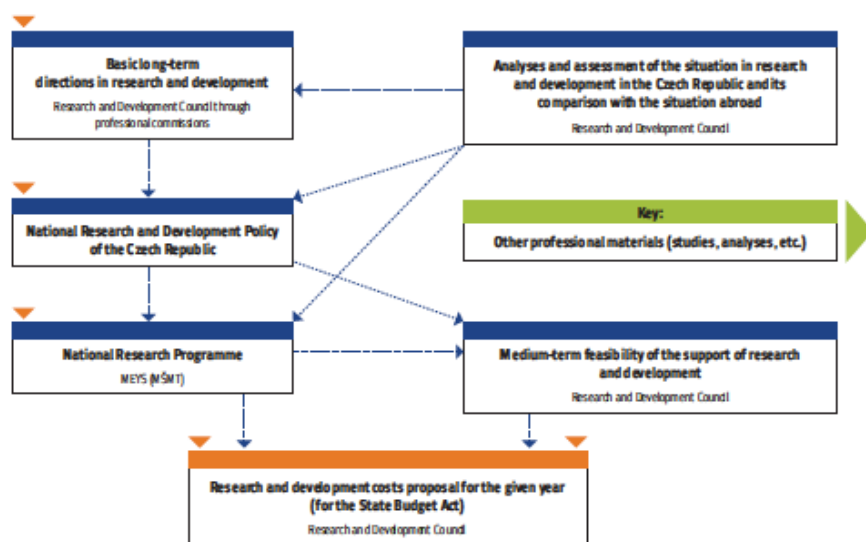 Basic long-term
directions in research and development
Research and Development Council through
professional commissions
Analyses and assessment of the situation in research
and development in the Czech Republic and its
comparison with the situation abroad
Research and Development Council
National Research and Development Policy
of the Czech Republic
Key:
Other professional materials (studies, analyses, etc.)
National Research Programme
MEYS (MŠMT)
Medium-term feasibility of the support of research
and development
Research and Development Council
Research and development costs proposal for the given year
(for the State Budget Act)
Research and Development Council